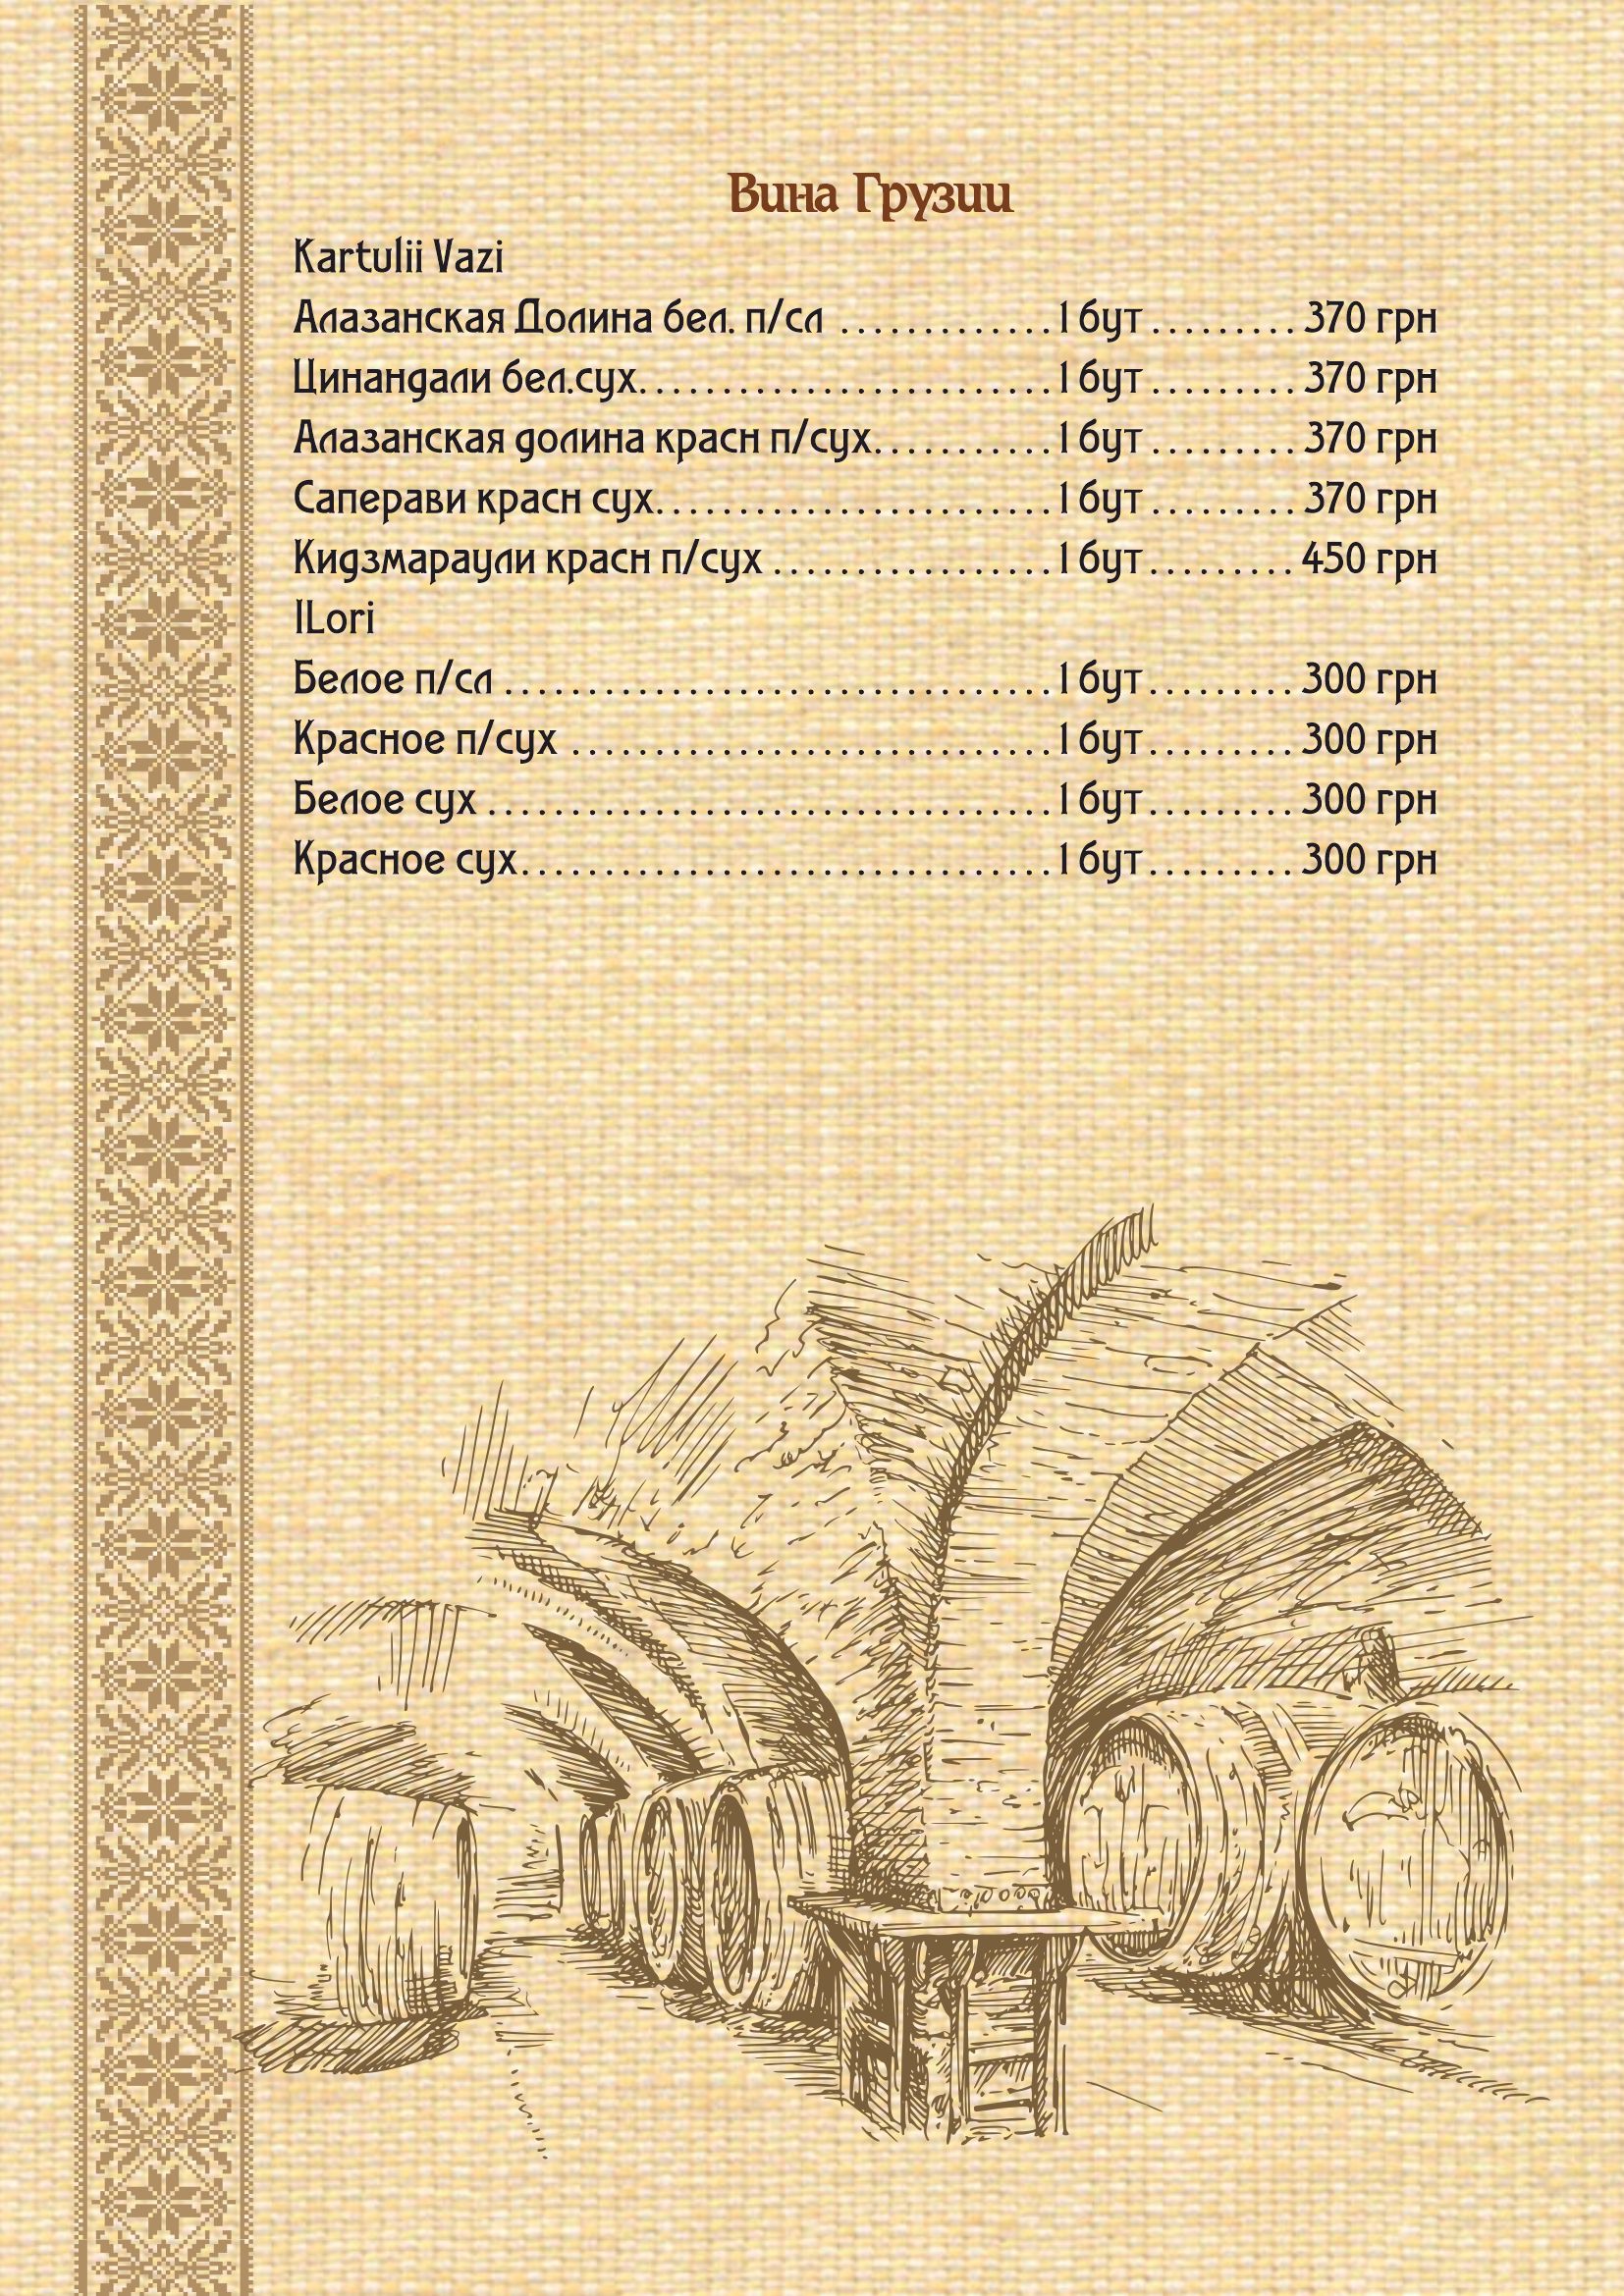 Вина Грузии
Kartulii Vazi
Алазанская Долина бел. п/сл .............1 бут.........370 грн
Цинандали бел.сух..........................1 бут.........370 грн
Алазанская долина красн п/сух...........1 бут.........370 грн
Саперави красн сух.........................1 бут.........370 грн
Кидзмараули красн п/сух ..................1 бут.........450 грн
ILori
Белое п/сл ...................................1 бут.........300 грн
Красное п/сух ...............................1 бут.........300 грн
Белое сух ....................................1 бут.........300 грн
Красное сух..................................1 бут.........300 грн